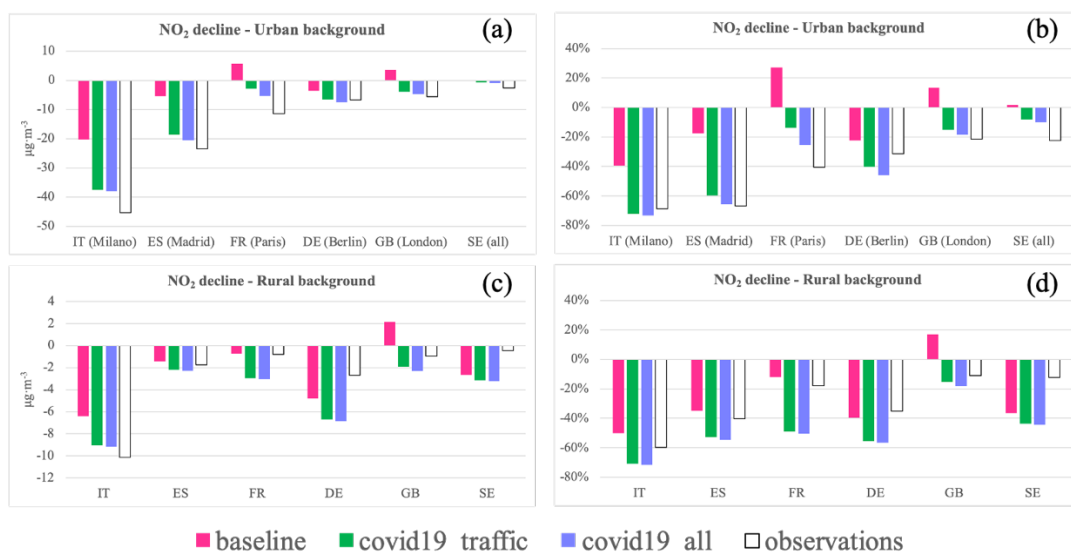 NO₂ decline - Urban background
(a)
10
0
-10
-20
-30
-40
-50
μg·m⁻³
IT (Milano) ES (Madrid) FR (Paris) DE (Berlin) GB (London) SE (all)
NO₂ decline - Urban background
(b)
40%
20%
0%
-20%
-40%
-60%
-80%
IT (Milano) ES (Madrid) FR (Paris) DE (Berlin) GB (London) SE (all)
NO₂ decline - Rural background
(c)
4
2
0
-2
-4
-6
-8
-10
-12
μg·m⁻³
IT ES FR DE GB SE
NO₂ decline - Rural background
(d)
40%
20%
0%
-20%
-40%
-60%
-80%
IT ES FR DE GB SE
baseline covid19 traffic covid19 all observations